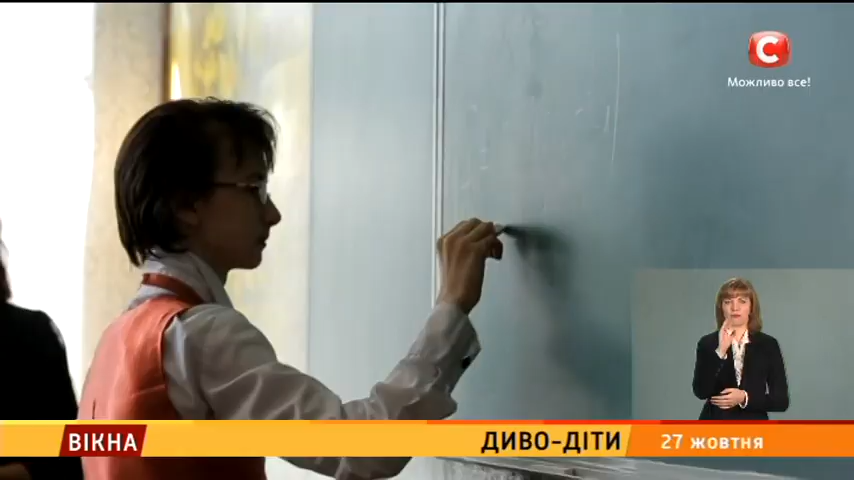 С
Можливо все!
ВІКНА
ДИВО-ДІТИ
27 ЖОВТНЯ